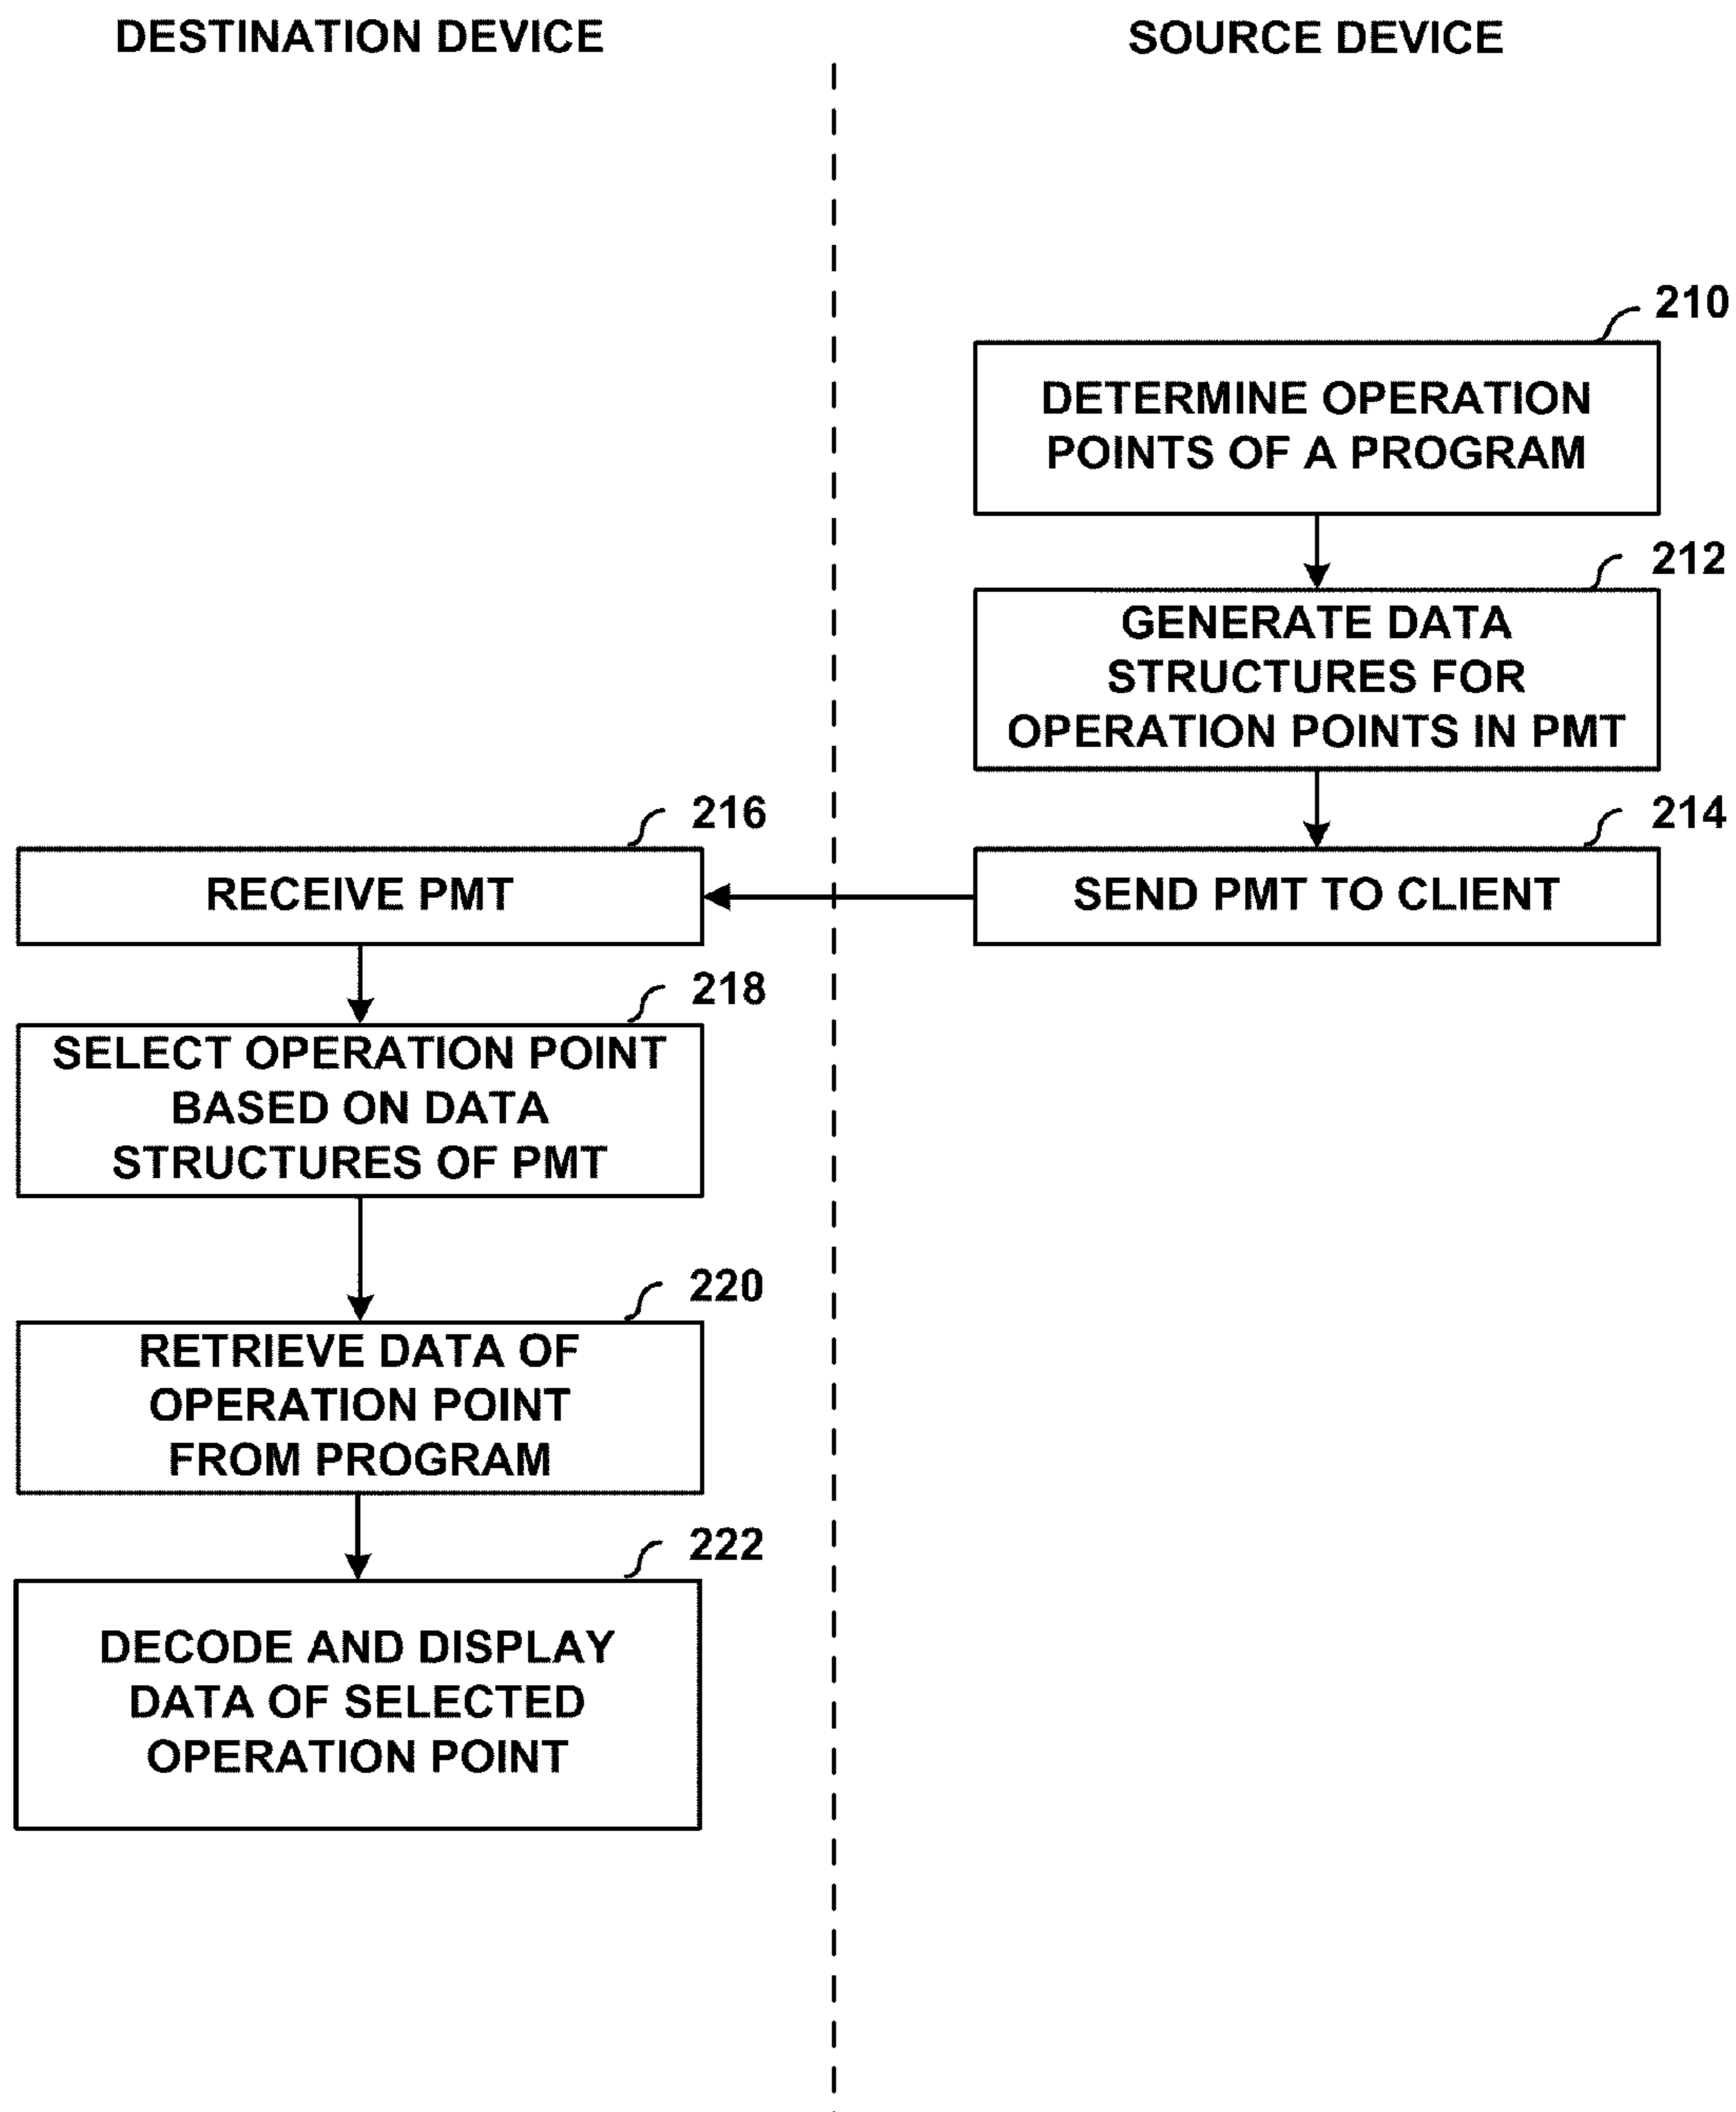 DESTINATION DEVICE
SOURCE DEVICE
210
DETERMINE OPERATION
POINTS OF A PROGRAM
212
GENERATE DATA
STRUCTURES FOR
OPERATION POINTS IN PMT
214
SEND PMT TO CLIENT
216
RECEIVE PMT
218
SELECT OPERATION POINT
BASED ON DATA
STRUCTURES OF PMT
220
RETRIEVE DATA OF
OPERATION POINT
FROM PROGRAM
222
DECODE AND DISPLAY
DATA OF SELECTED
OPERATION POINT